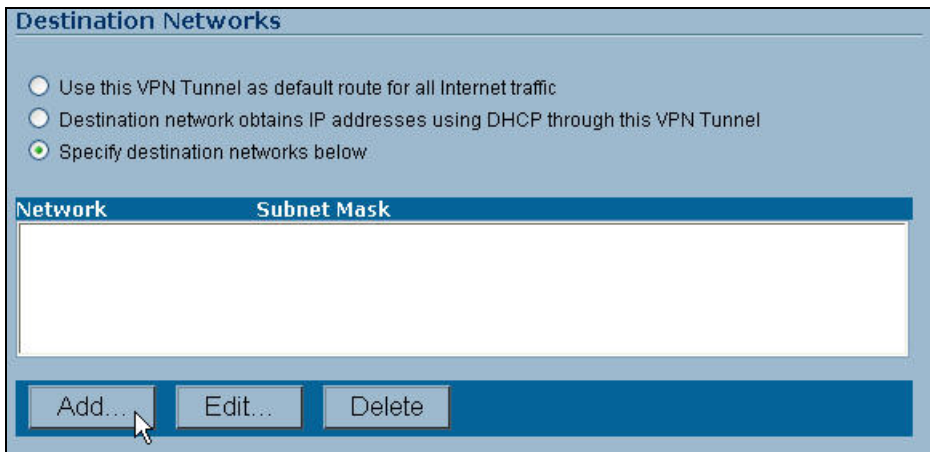 Destination Networks
Use this VPN Tunnel as default route for all Internet traffic
Destination network obtains IP addresses using DHCP through this VPN Tunnel
Specify destination networks below
Network Subnet Mask
Add... Edit... Delete